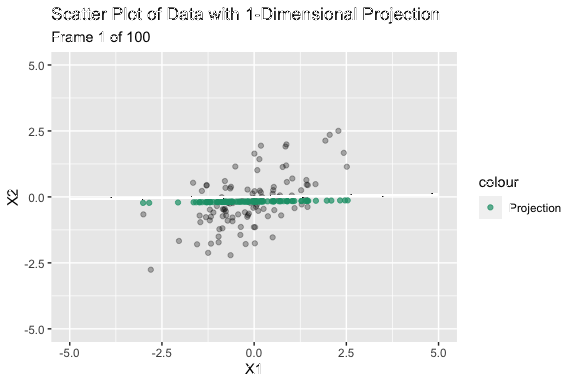 Scatter Plot of Data with 1-Dimensional Projection
Frame 1 of 100
5.0
2.5
0.0
-2.5
-5.0
X2
-5.0
-2.5
0.0
2.5
5.0
X1
colour
Projection